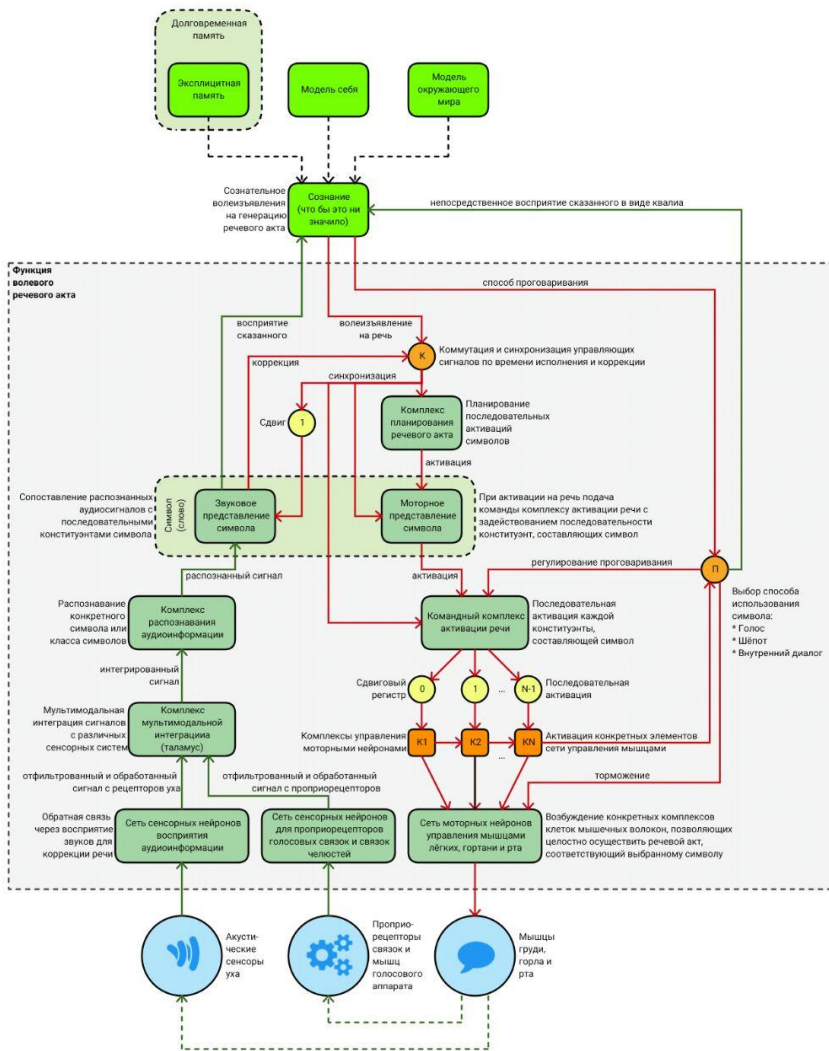 Долговременная
память
Эксплицитная
память
Модель себя
Модель
окружающего
мира
Сознательное
волеизъявления
на генерацию
речевого акта
Сознание
(что бы это ни
значило)
непосредственное восприятие сказанного в виде квалиа
Функция
волевого
речевого акта
способ проговаривания
восприятие
сказанного
волеизъявление
на речь
коррекция
К
Коммутация и синхронизация управляющих
сигналов по времени исполнения и коррекции
синхронизация
Сдвиг
1
Комплекс
планирования
речевого акта
Планирование
последовательных
активаций
символов
активация
Сопоставление распознанных
аудиосигналов с
последовательными
конституэнтами символа
Символ
(слово)
Звуковое
представление
символа
Моторное
представление
символа
При активации на речь подача
команды комплексу активации речи с
задействованием последовательности
конституэнт, составляющих символ
распознанный сигнал
активация
регулирование проговаривания
П
Выбор способа
использования
символа:
* Голос
* Шёпот
* Внутренний диалог
Распознавание
конкретного
символа или
класса символов
Комплекс
распознавания
аудиоинформации
Командный комплекс
активации речи
Последовательная
активация каждой
конституэнты,
составляющей символ
интегрированный
сигнал
Сдвиговый
регистр
0
1
...
N-1
Последовательная
активация
Мультимодальная
интеграция сигналов
с различных
сенсорных систем
Комплекс
мультимодальной
интеграцииа
(таламус)
Комплексы управления
моторными нейронами
К1
К2
...
КN
Активация конкретных элементов
сети управления мышцами
отфильтрованный и обработанный
сигнал с рецепторов уха
отфильтрованный и обработанный
сигнал с проприорецепторов
торможение
Обратная связь
через восприятие
звуков для
коррекции речи
Сеть сенсорных нейронов
восприятия
аудиоинформации
Сеть сенсорных нейронов
для проприорецепторов
голосовых связок и связок
челюстей
Сеть моторных нейронов
управления мышцами
лёгких, гортани и рта
Возбуждение конкретных комплексов
клеток мышечных волокон, позволяющих
целостно осуществить речевой акт,
соответствующий выбранному символу
Акусти-
ческие
сенсоры
уха
Проприо-
рецепторы
связок и
мышц
голосового
аппарата
Мышцы
груди,
горла и
рта